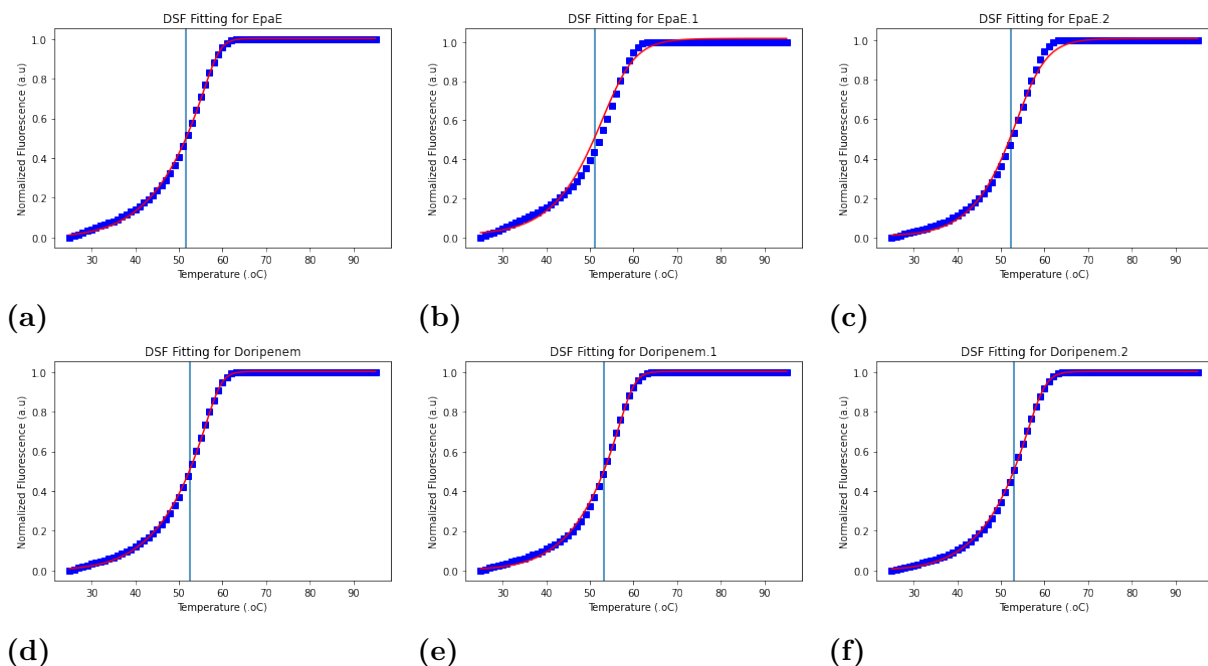 DSF Fitting for EpaE
DSF Fitting for EpaE.1
DSF Fitting for EpaE.2
Normalized Fluorescence (a.u)
1.0
0.8
0.6
0.4
0.2
0.0
30 40 50 60 70 80 90
Temperature (.oC)
Normalized Fluorescence (a.u)
1.0
0.8
0.6
0.4
0.2
0.0
30 40 50 60 70 80 90
Temperature (.oC)
Normalized Fluorescence (a.u)
1.0
0.8
0.6
0.4
0.2
0.0
30 40 50 60 70 80 90
Temperature (.oC)
(a)
(b)
(c)
DSF Fitting for Doripenem
DSF Fitting for Doripenem.1
DSF Fitting for Doripenem.2
Normalized Fluorescence (a.u)
1.0
0.8
0.6
0.4
0.2
0.0
30 40 50 60 70 80 90
Temperature (.oC)
Normalized Fluorescence (a.u)
1.0
0.8
0.6
0.4
0.2
0.0
30 40 50 60 70 80 90
Temperature (.oC)
Normalized Fluorescence (a.u)
1.0
0.8
0.6
0.4
0.2
0.0
30 40 50 60 70 80 90
Temperature (.oC)
(d)
(e)
(f)